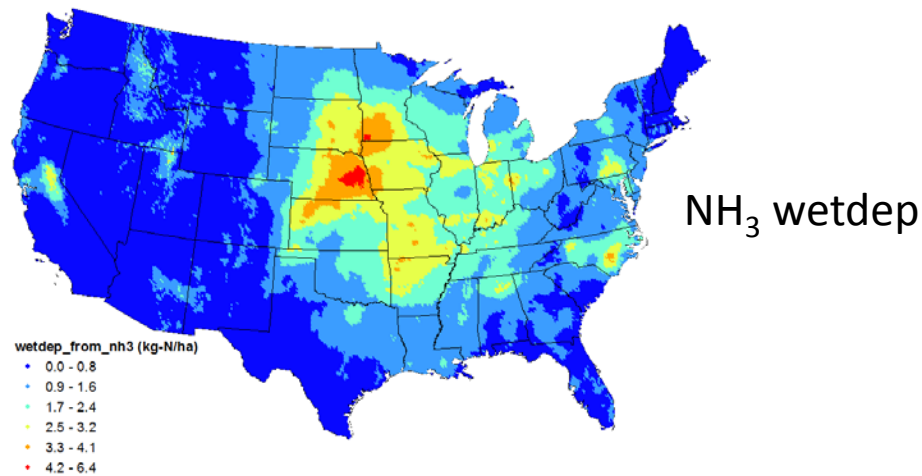 NH₃ wetdep
wetdep_from_nh3 (kg-N/ha)
0.0 - 0.8
0.9 - 1.6
1.7 - 2.4
2.5 - 3.2
3.3 - 4.1
4.2 - 6.4